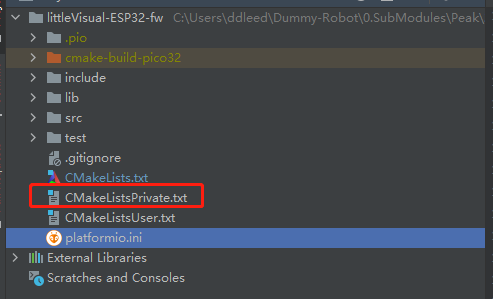 littleVisual-ESP32-fw C:\Users\ddleed\Dummy-Robot\0.SubModules\Peak\
.pio
cmake-build-pico32
include
lib
src
test
.gitignore
CMakeLists.txt
CMakeListsPrivate.txt
CMakeListsUser.txt
platformio.ini
External Libraries
Scratches and Consoles